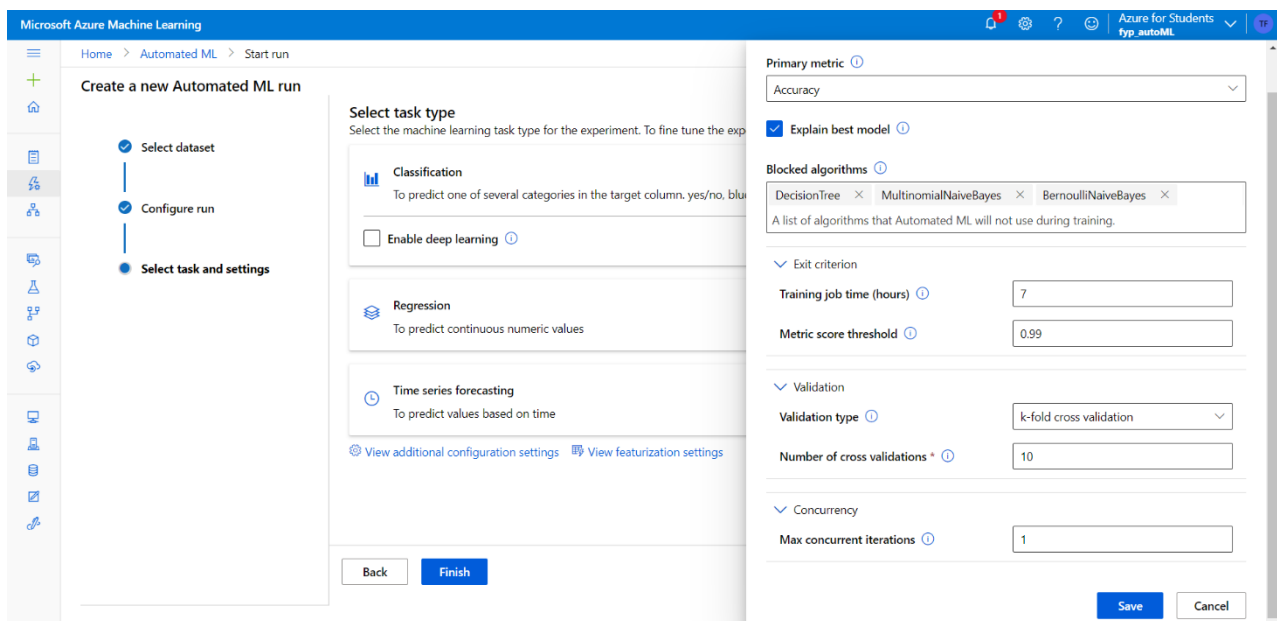 Microsoft Azure Machine Learning
1
Azure for Students
fyp_autoML
TF
Home > Automated ML > Start run
Create a new Automated ML run
Select dataset
Configure run
Select task and settings
Select task type
Select the machine learning task type for the experiment. To fine tune the exp
Classification
To predict one of several categories in the target column. yes/no, blu
Enable deep learning
Regression
To predict continuous numeric values
Time series forecasting
To predict values based on time
View additional configuration settings View featurization settings
Back Finish
Primary metric
Accuracy
Explain best model
Blocked algorithms
DecisionTree × MultinomialNaiveBayes × BernoulliNaiveBayes ×
A list of algorithms that Automated ML will not use during training.
Exit criterion
Training job time (hours) 7
Metric score threshold 0.99
Validation
Validation type k-fold cross validation
Number of cross validations * 10
Concurrency
Max concurrent iterations 1
Save Cancel